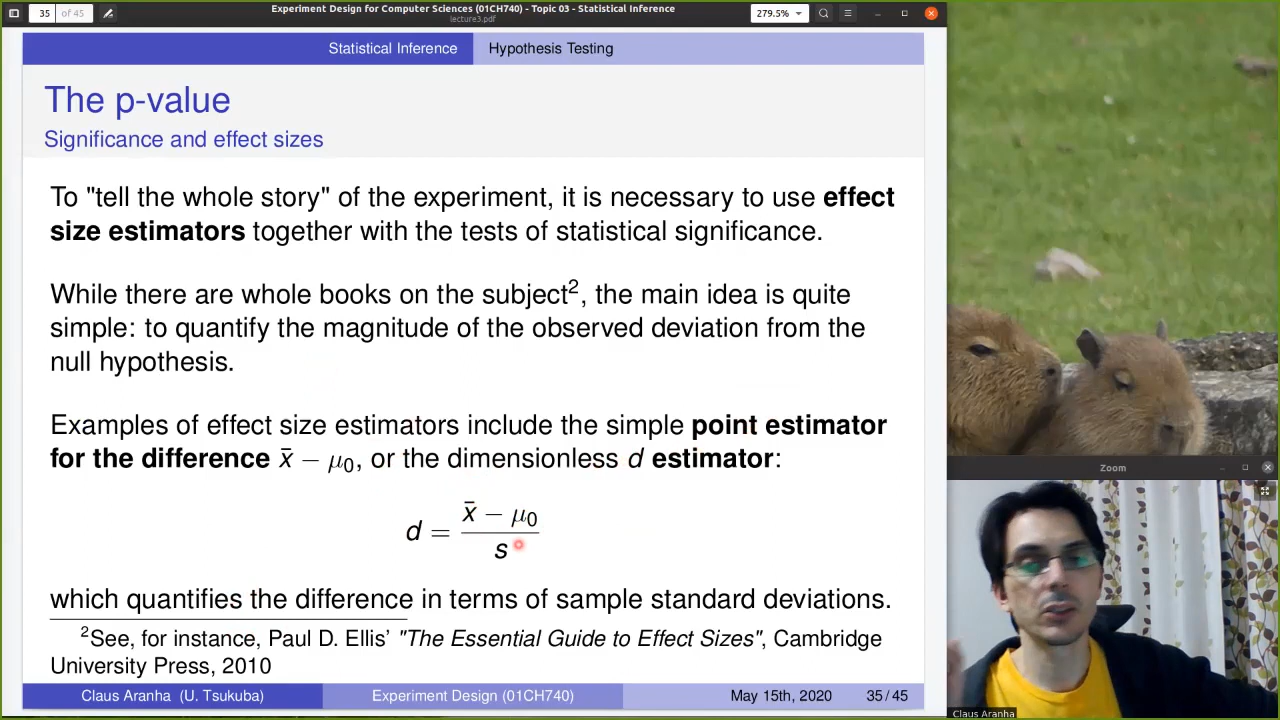 35 of 45
Experiment Design for Computer Sciences (01CH740) - Topic 03 - Statistical Inference
lecture3.pdf
279.5%
Statistical Inference Hypothesis Testing
The p-value
Significance and effect sizes
To "tell the whole story" of the experiment, it is necessary to use effect
size estimators together with the tests of statistical significance.
While there are whole books on the subject², the main idea is quite
simple: to quantify the magnitude of the observed deviation from the
null hypothesis.
Examples of effect size estimators include the simple point estimator
for the difference x̄ − μ₀, or the dimensionless d estimator:
d = (x̄ − μ₀) / s
which quantifies the difference in terms of sample standard deviations.
²See, for instance, Paul D. Ellis' "The Essential Guide to Effect Sizes", Cambridge
University Press, 2010
Claus Aranha (U. Tsukuba) Experiment Design (01CH740) May 15th, 2020 35 / 45
Zoom
Claus Aranha